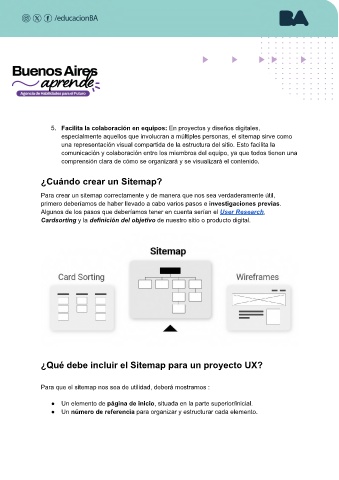 /educacionBA
BA
Buenos Aires
aprende
Agencia de Habilidades para el Futuro
5. Facilita la colaboración en equipos: En proyectos y diseños digitales,
especialmente aquellos que involucran a múltiples personas, el sitemap sirve como
una representación visual compartida de la estructura del sitio. Esto facilita la
comunicación y colaboración entre los miembros del equipo, ya que todos tienen una
comprensión clara de cómo se organizará y se visualizará el contenido.
¿Cuándo crear un Sitemap?
Para crear un sitemap correctamente y de manera que nos sea verdaderamente útil,
primero deberíamos de haber llevado a cabo varios pasos e investigaciones previas.
Algunos de los pasos que deberíamos tener en cuenta serían el User Research,
Cardsorting y la definición del objetivo de nuestro sitio o producto digital.
Sitemap
Card Sorting
Wireframes
¿Qué debe incluir el Sitemap para un proyecto UX?
Para que el sitemap nos sea de utilidad, deberá mostrarnos :
● Un elemento de página de Inicio, situada en la parte superior/inicial.
● Un número de referencia para organizar y estructurar cada elemento.